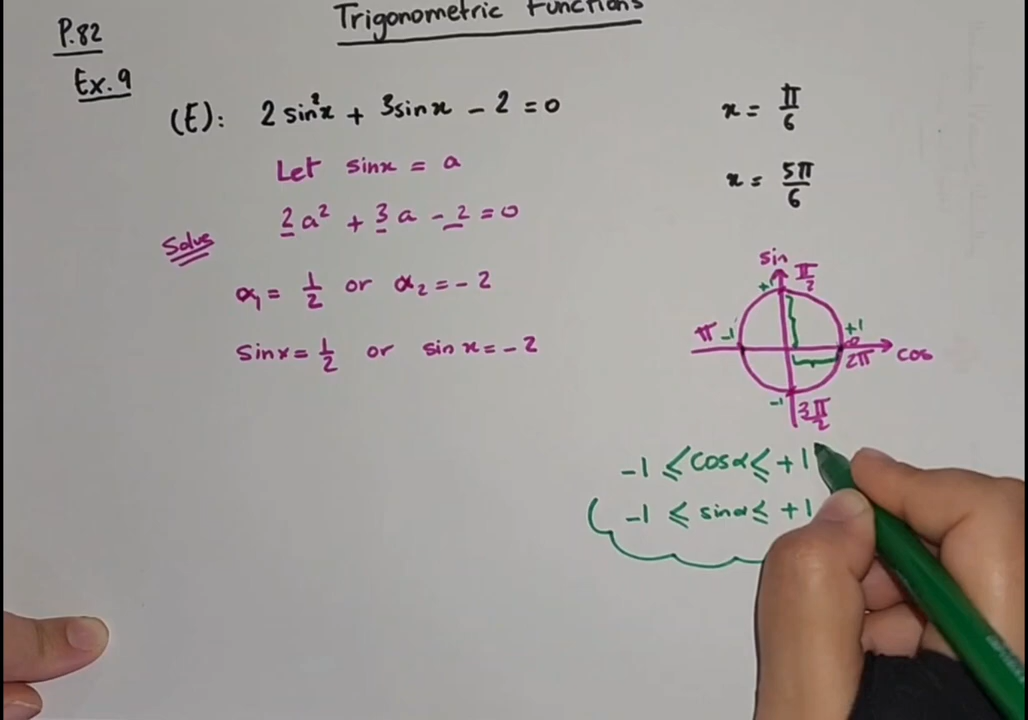 Trigonometric Functions
P.82
Ex.9
(E): 2 sin²x + 3sinx - 2 = 0
Let sinx = a
2a² + 3a - 2 = 0
Solve
α₁ = 1/2 or α₂ = -2
sinx = 1/2 or sinx = -2
x = π/6
x = 5π/6
sin
+1 π/2
π -1
+1
0
2π
cos
-1 3π/2
-1 ≤ cosα ≤ +1
-1 ≤ sinα ≤ +1